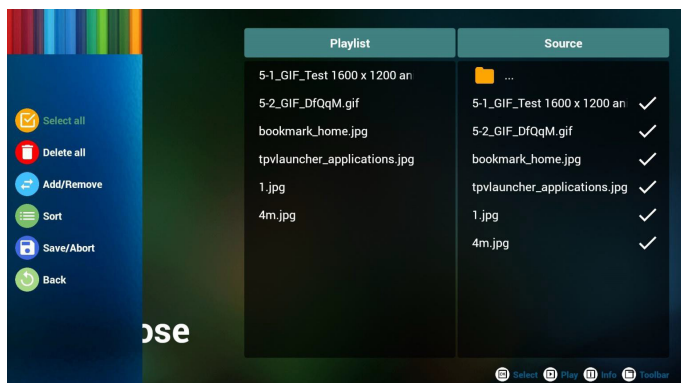 Select all
Delete all
Add/Remove
Sort
Save/Abort
Back
ose
Playlist
5-1_GIF_Test 1600 x 1200 an
5-2_GIF_DfQqM.gif
bookmark_home.jpg
tpvlauncher_applications.jpg
1.jpg
4m.jpg
Source
...
5-1_GIF_Test 1600 x 1200 an
5-2_GIF_DfQqM.gif
bookmark_home.jpg
tpvlauncher_applications.jpg
1.jpg
4m.jpg
Select Play Info Toolbar